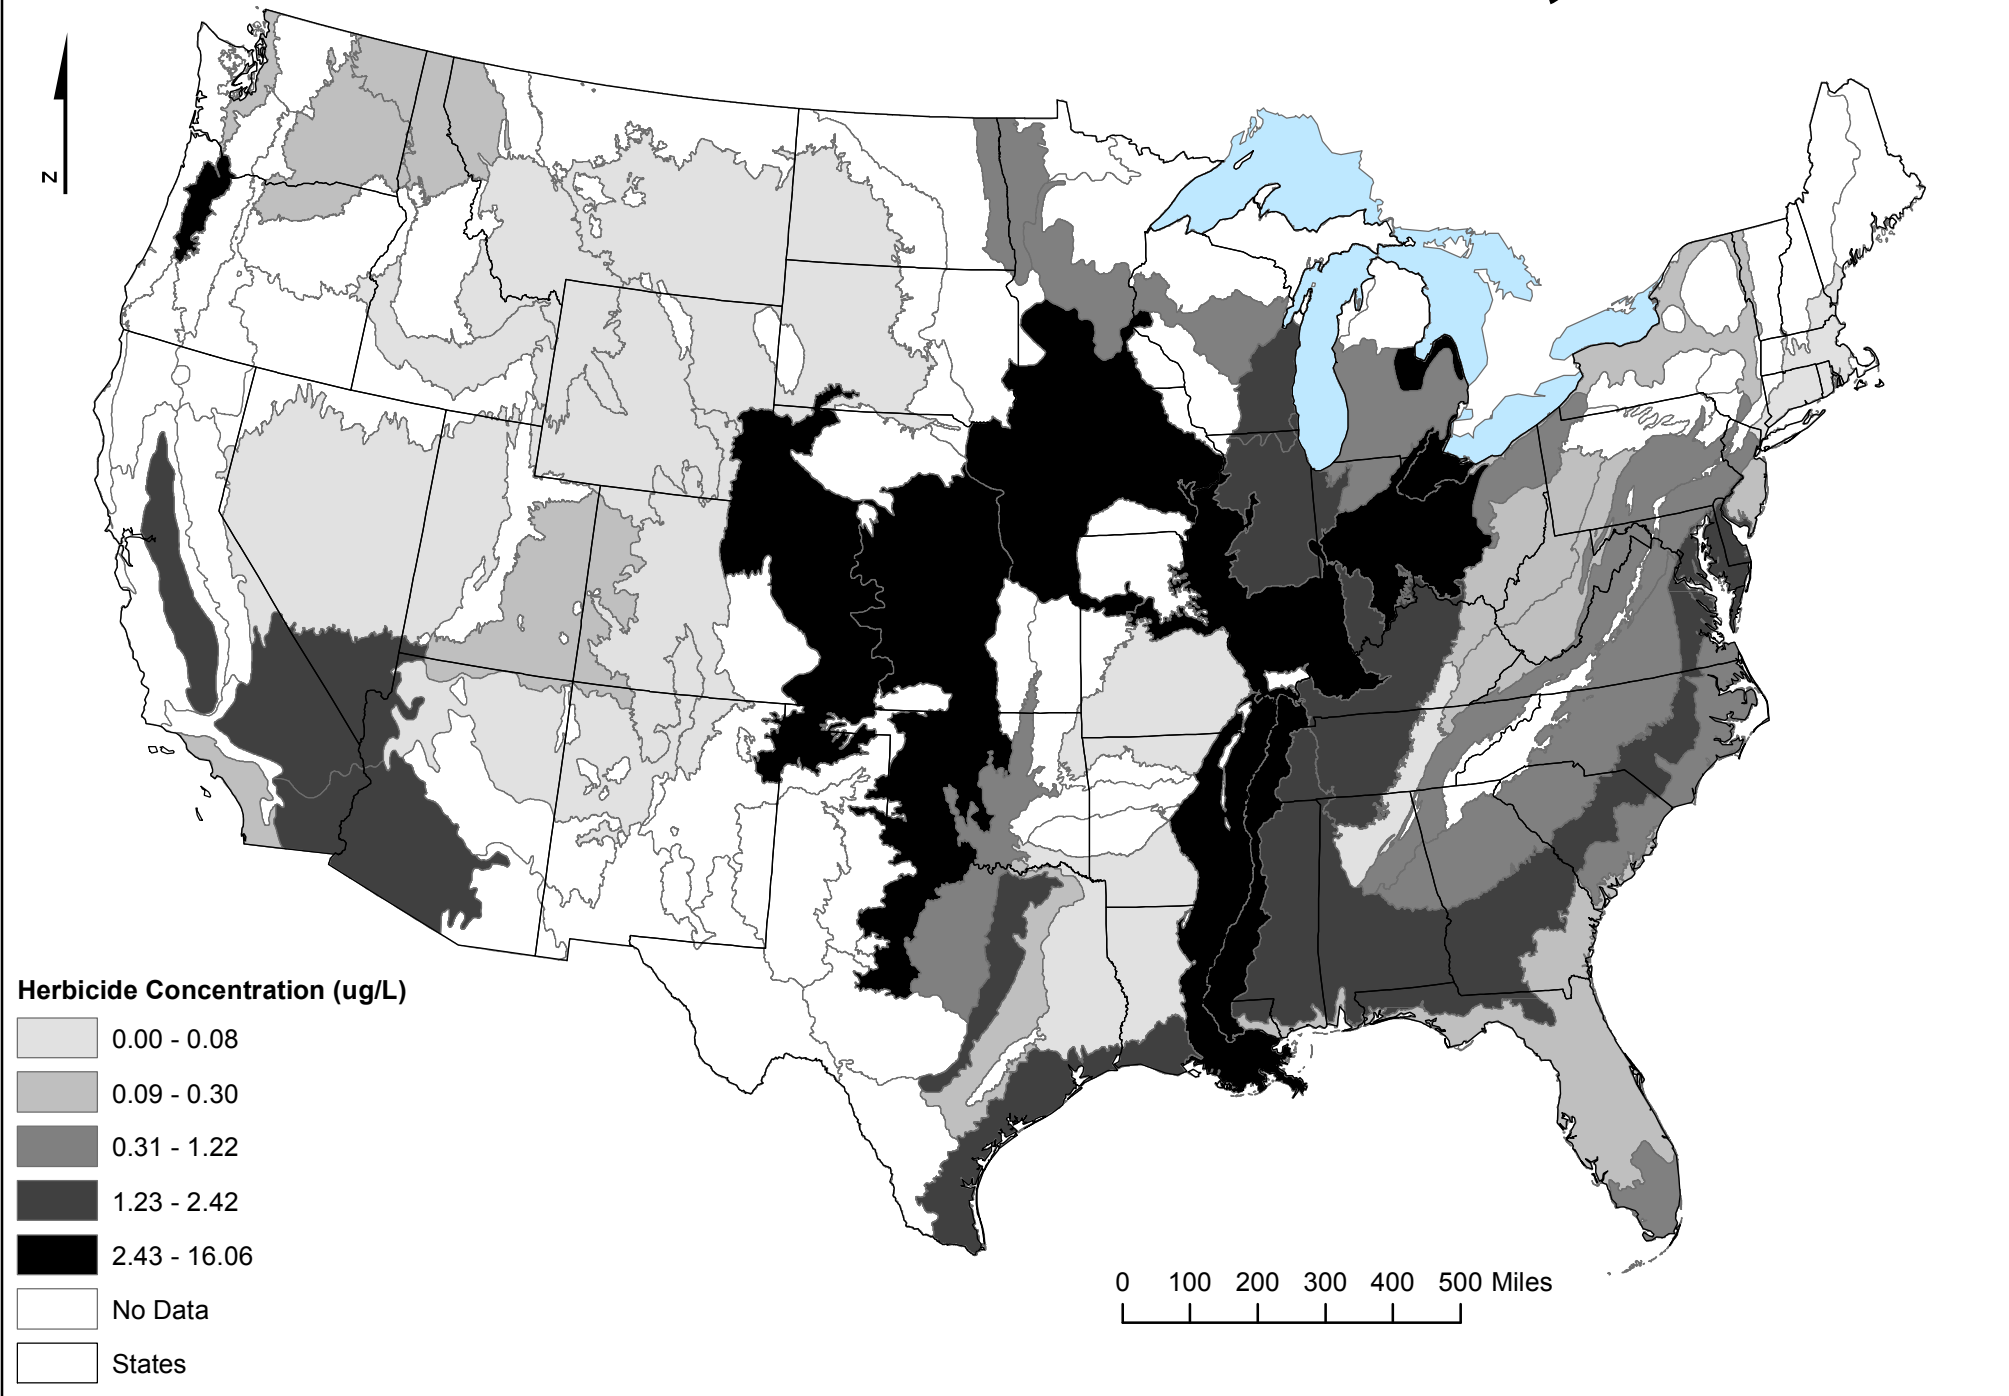 N
Herbicide Concentration (ug/L)
0.00 - 0.08
0.09 - 0.30
0.31 - 1.22
1.23 - 2.42
2.43 - 16.06
No Data
States
0 100 200 300 400 500 Miles